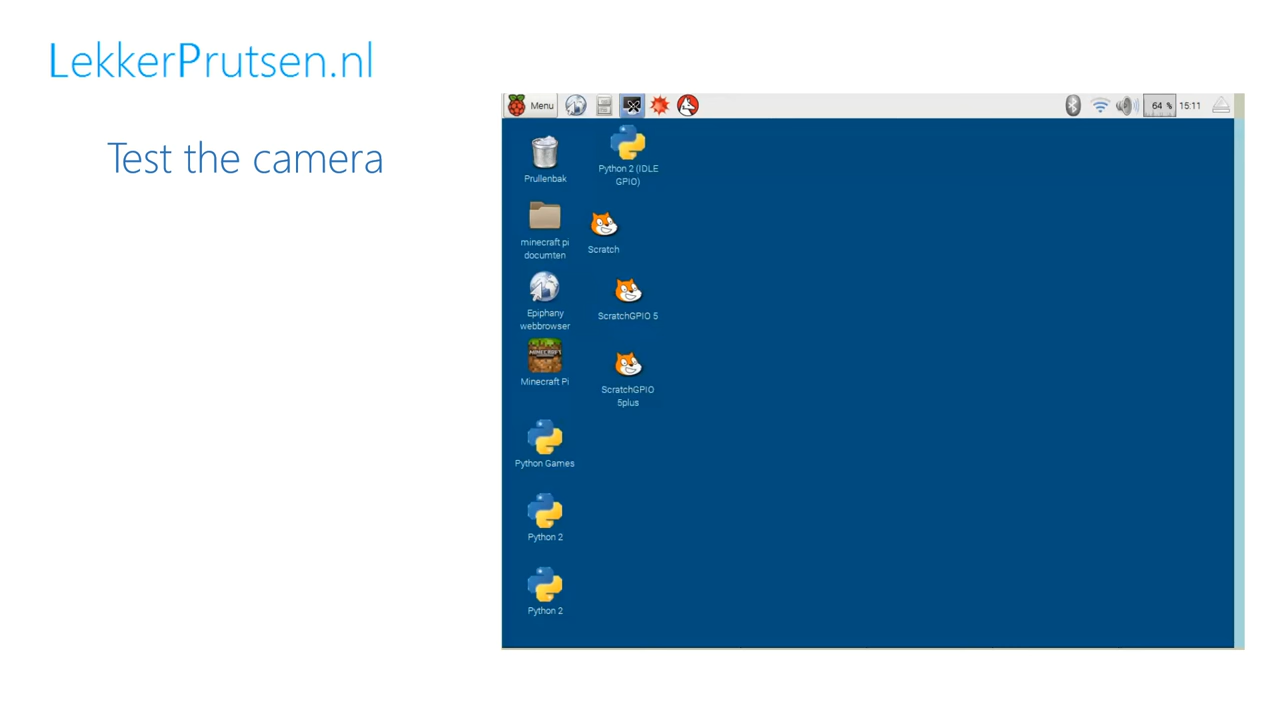 LekkerPrutsen.nl
Test the camera
Menu
64 %
15:11
Prullenbak
Python 2 (IDLE
GPIO)
minecraft pi
documten
Scratch
Epiphany
webbrowser
ScratchGPIO 5
MINECRAFT
Minecraft Pi
ScratchGPIO
5plus
Python Games
Python 2
Python 2